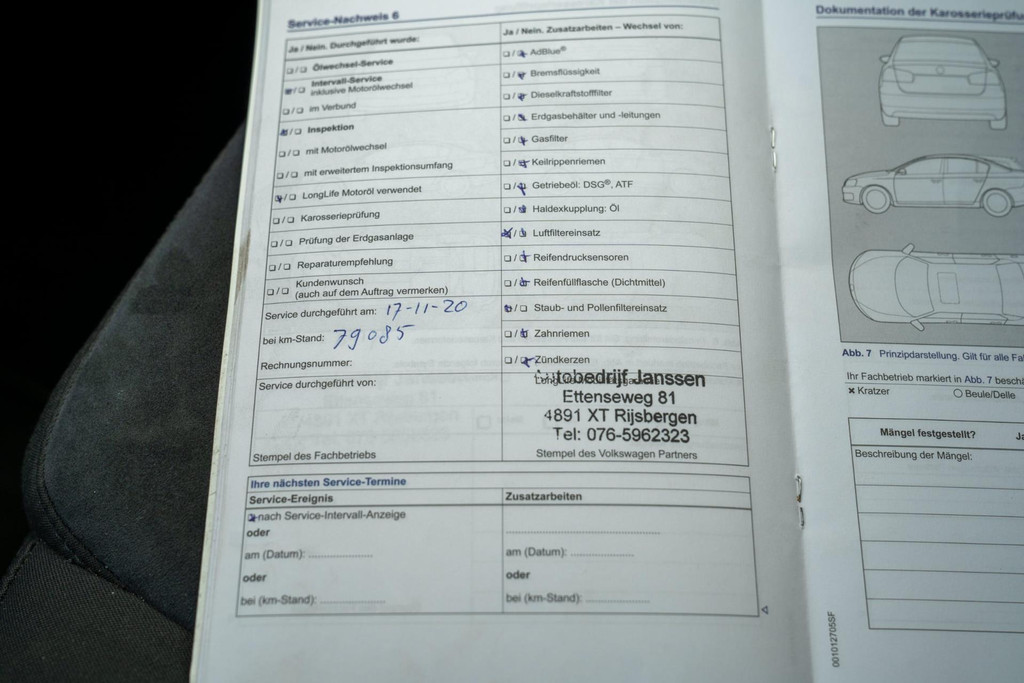 Service-Nachweis 6
Ja / Nein. Durchgeführt wurde:
Ölwechsel-Service
Intervall-Service
inklusive Motorölwechsel
im Verbund
Inspektion
mit Motorölwechsel
mit erweitertem Inspektionsumfang
LongLife Motoröl verwendet
Karosserieprüfung
Prüfung der Erdgasanlage
Reparaturempfehlung
Kundenwunsch
(auch auf dem Auftrag vermerken)
Service durchgeführt am: 17-11-20
bei km-Stand: 79085
Rechnungsnummer:
Service durchgeführt von:
Stempel des Fachbetriebs
Ja / Nein. Zusatzarbeiten – Wechsel von:
AdBlue®
Bremsflüssigkeit
Dieselkraftstofffilter
Erdgasbehälter und -leitungen
Gasfilter
Keilrippenriemen
Getriebeöl: DSG®, ATF
Haldexkupplung: Öl
Luftfiltereinsatz
Reifendrucksensoren
Reifenfüllflasche (Dichtmittel)
Staub- und Pollenfiltereinsatz
Zahnriemen
Zündkerzen
Autobedrijf Janssen
Ettenseweg 81
4891 XT Rijsbergen
Tel: 076-5962323
Stempel des Volkswagen Partners
Ihre nächsten Service-Termine
Service-Ereignis
nach Service-Intervall-Anzeige
oder
am (Datum): ....................
oder
bei (km-Stand): ....................
Zusatzarbeiten
am (Datum): ....................
oder
bei (km-Stand): ....................
Dokumentation der Karosserieprüfu
Abb. 7 Prinzipdarstellung. Gilt für alle Fa
Ihr Fachbetrieb markiert in Abb. 7 beschä
x Kratzer
O Beule/Delle
Mängel festgestellt? Ja
Beschreibung der Mängel:
001012705SF